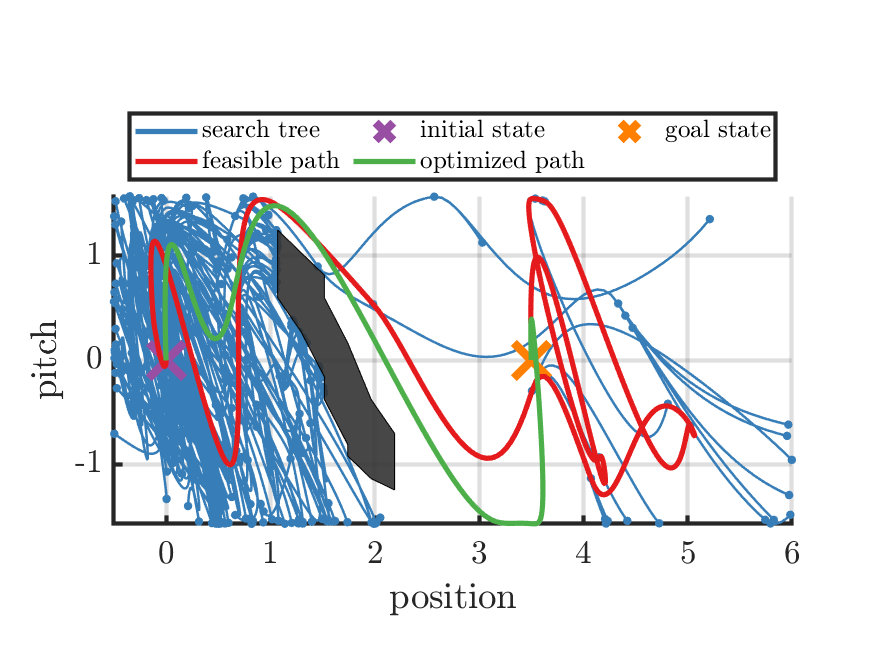 search tree initial state goal state
feasible path optimized path
1
0
-1
pitch
0 1 2 3 4 5 6
position